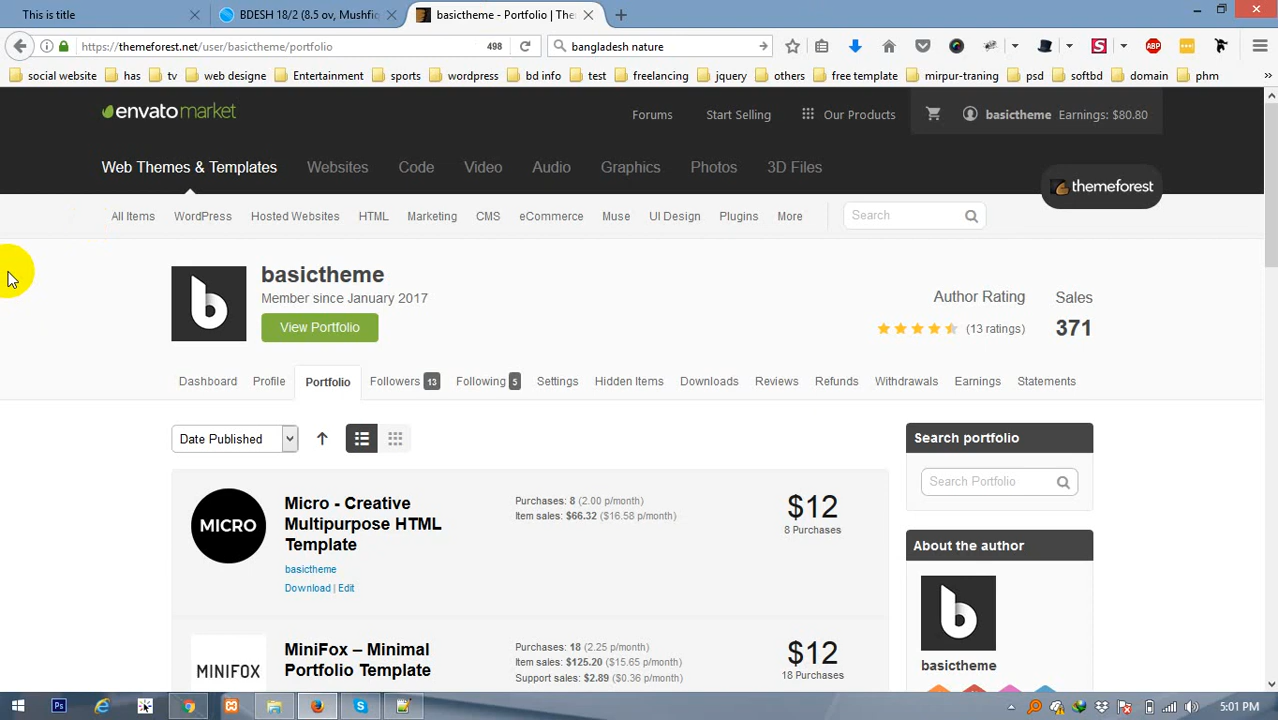 This is title
BDESH 18/2 (8.5 ov, Mushfiq
basictheme - Portfolio | The
https://themeforest.net/user/basictheme/portfolio
498
bangladesh nature
ABP
social website
has
tv
web designe
Entertainment
sports
wordpress
bd info
test
freelancing
jquery
others
free template
mirpur-traning
psd
softbd
domain
phm
envatomarket
Forums
Start Selling
Our Products
basictheme
Earnings: $80.80
Web Themes & Templates
Websites
Code
Video
Audio
Graphics
Photos
3D Files
themeforest
All Items
WordPress
Hosted Websites
HTML
Marketing
CMS
eCommerce
Muse
UI Design
Plugins
More
Search
b
basictheme
Member since January 2017
View Portfolio
Author Rating
(13 ratings)
Sales
371
Dashboard
Profile
Portfolio
Followers 13
Following 5
Settings
Hidden Items
Downloads
Reviews
Refunds
Withdrawals
Earnings
Statements
Date Published
MICRO
Micro - Creative
Multipurpose HTML
Template
basictheme
Download | Edit
Purchases: 8 (2.00 p/month)
Item sales: $66.32 ($16.58 p/month)
$12
8 Purchases
MINIFOX
MiniFox – Minimal
Portfolio Template
Purchases: 18 (2.25 p/month)
Item sales: $125.20 ($15.65 p/month)
Support sales: $2.89 ($0.36 p/month)
$12
18 Purchases
Search portfolio
Search Portfolio
About the author
b
basictheme
Ps
5:01 PM